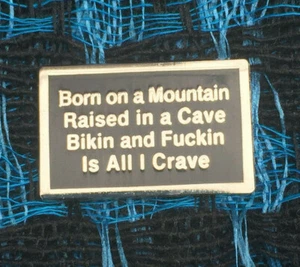 Born on a Mountain
Raised in a Cave
Bikin and Fuckin
Is All I Crave